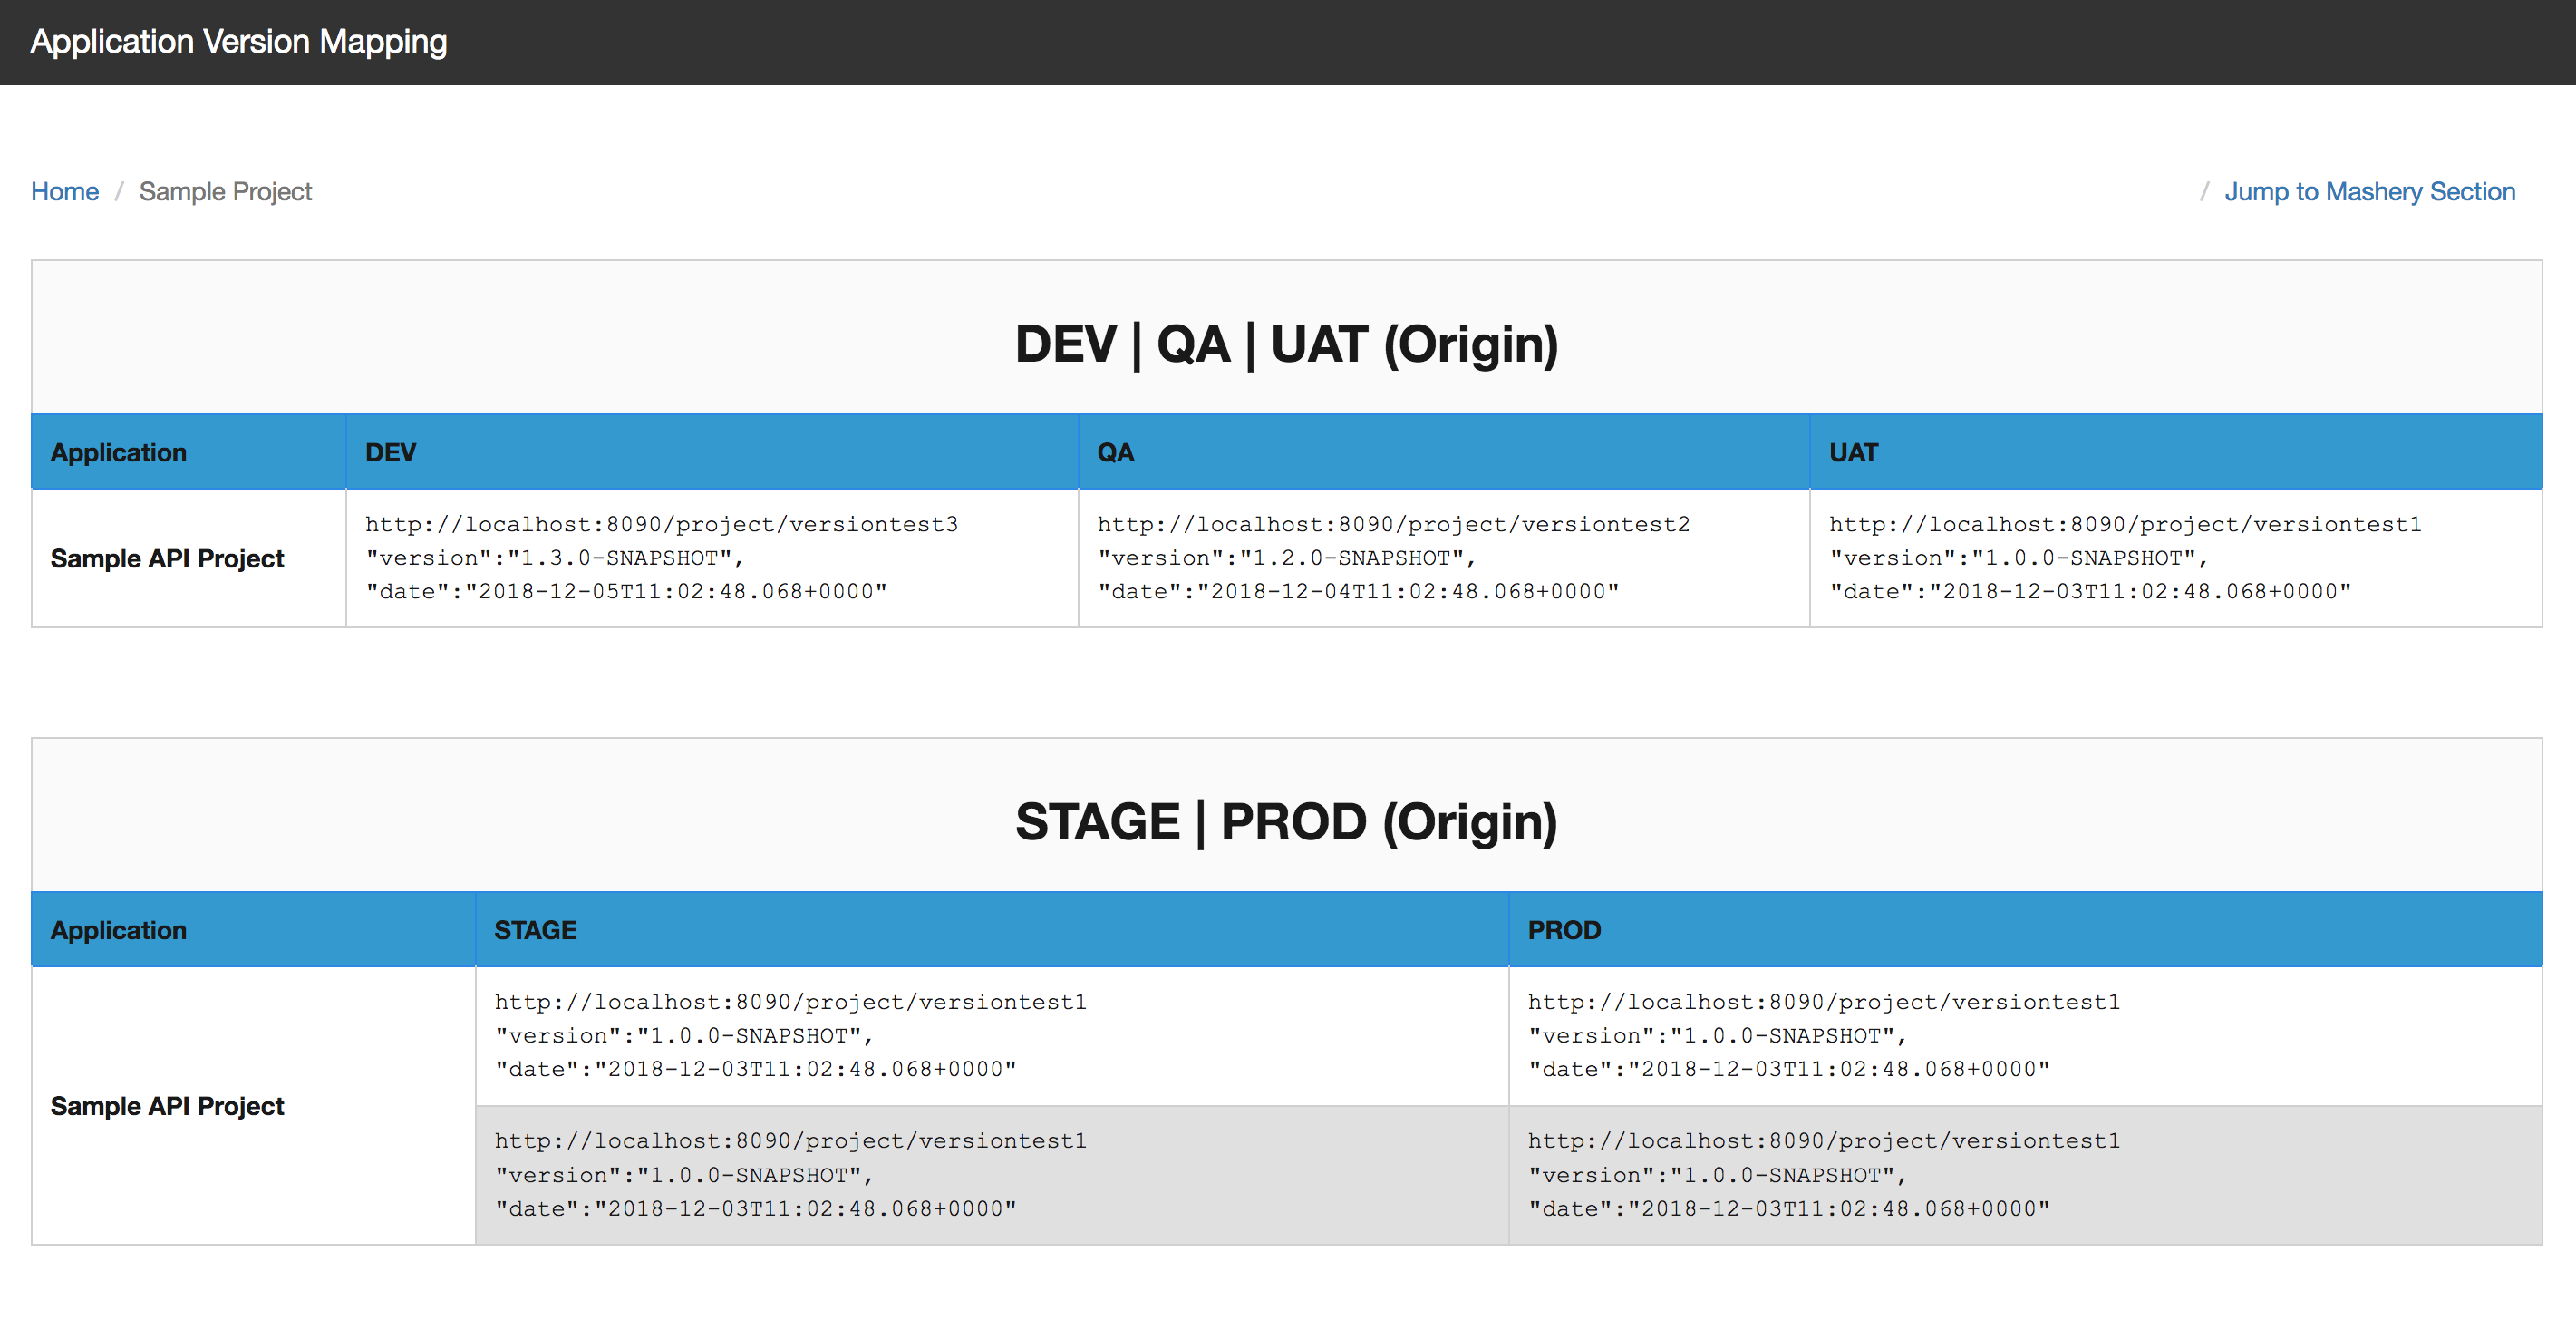 Application Version Mapping
Home / Sample Project / Jump to Mashery Section
DEV | QA | UAT (Origin)
Application DEV QA UAT
Sample API Project
http://localhost:8090/project/versiontest3
"version":"1.3.0-SNAPSHOT",
"date":"2018-12-05T11:02:48.068+0000"
http://localhost:8090/project/versiontest2
"version":"1.2.0-SNAPSHOT",
"date":"2018-12-04T11:02:48.068+0000"
http://localhost:8090/project/versiontest1
"version":"1.0.0-SNAPSHOT",
"date":"2018-12-03T11:02:48.068+0000"
STAGE | PROD (Origin)
Application STAGE PROD
Sample API Project
http://localhost:8090/project/versiontest1
"version":"1.0.0-SNAPSHOT",
"date":"2018-12-03T11:02:48.068+0000"
http://localhost:8090/project/versiontest1
"version":"1.0.0-SNAPSHOT",
"date":"2018-12-03T11:02:48.068+0000"
http://localhost:8090/project/versiontest1
"version":"1.0.0-SNAPSHOT",
"date":"2018-12-03T11:02:48.068+0000"
http://localhost:8090/project/versiontest1
"version":"1.0.0-SNAPSHOT",
"date":"2018-12-03T11:02:48.068+0000"